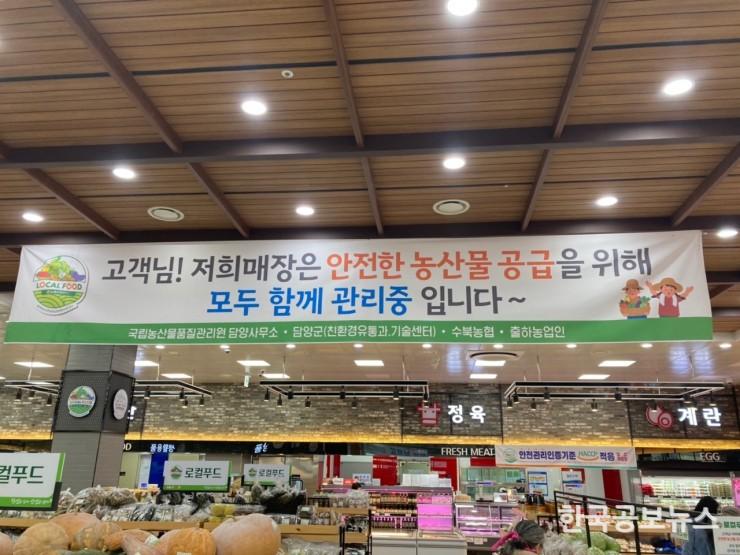 LOCAL FOOD
고객님! 저희매장은 안전한 농산물 공급을 위해
모두 함께 관리중 입니다~
국립농산물품질관리원 담양사무소 · 담양군(친환경유통과.기술센터) · 수북농협 · 출하농업인
정육
계란
FRESH MEAT
EGG
안전관리인증기준 HACCP 적용
로컬푸드
로컬푸드
컬푸드
한국공보뉴스